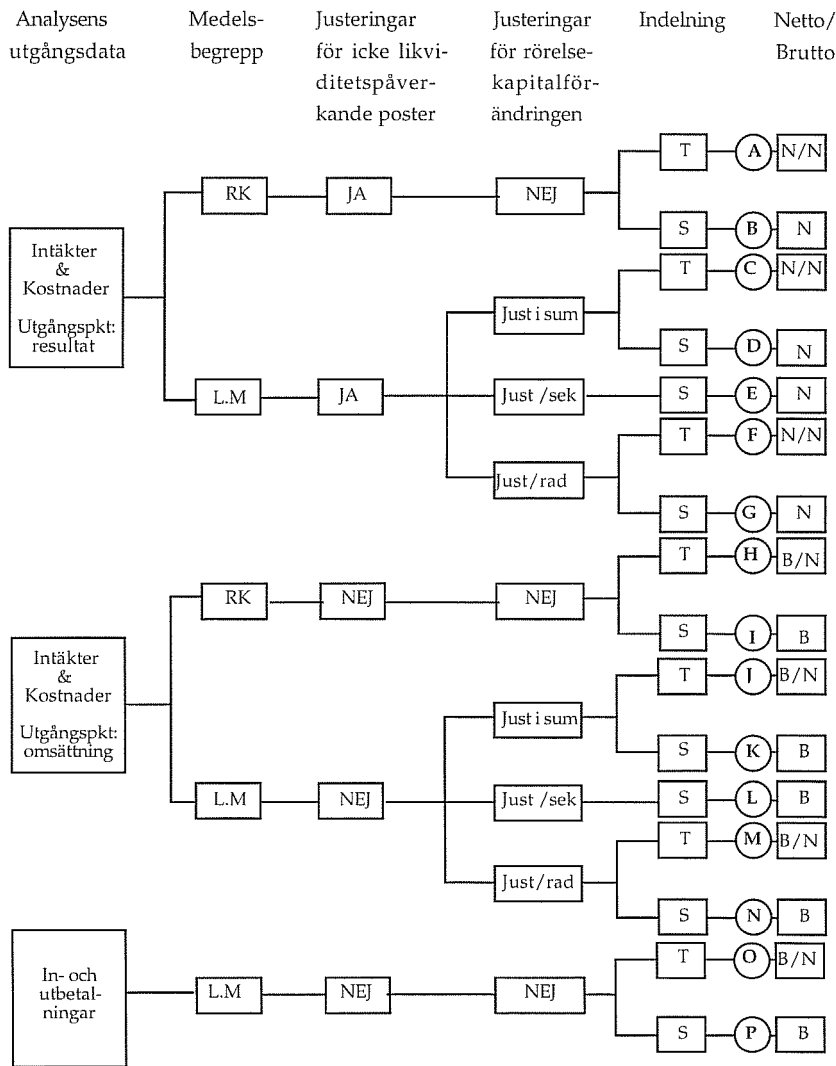 Analysens
utgångsdata
Medels-
begrepp
Justeringar
för icke likvi-
ditetspåver-
kande poster
Justeringar
för rörelse-
kapitalför-
ändringen
Indelning
Netto/
Brutto
Intäkter
&
Kostnader
Utgångspkt:
resultat
RK
JA
NEJ
T
A
N/N
S
B
N
L.M
JA
Just i sum
T
C
N/N
S
D
N
Just /sek
S
E
N
Just/rad
T
F
N/N
S
G
N
Intäkter
&
Kostnader
Utgångspkt:
omsättning
RK
NEJ
NEJ
T
H
B/N
S
I
B
L.M
NEJ
Just i sum
T
J
B/N
S
K
B
Just /sek
S
L
B
Just/rad
T
M
B/N
S
N
B
In- och
utbetal-
ningar
L.M
NEJ
NEJ
T
O
B/N
S
P
B